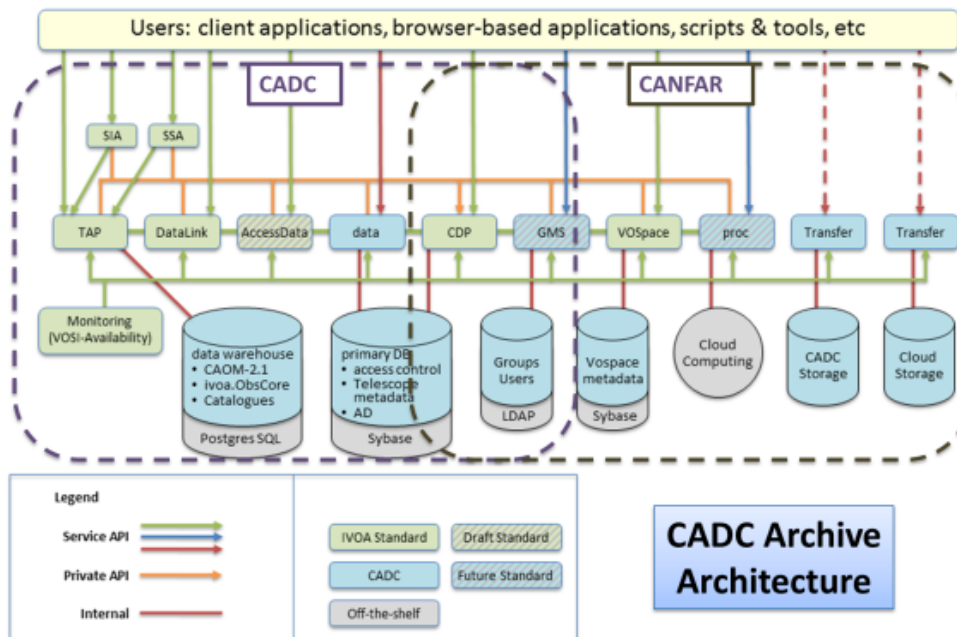 Users: client applications, browser-based applications, scripts & tools, etc
CADC
CANFAR
SIA
SSA
TAP
DataLink
AccessData
data
CDP
GMS
VOSpace
proc
Transfer
Transfer
Monitoring
(VOSI-Availability)
data warehouse
• CAOM-2.1
• ivoa.ObsCore
• Catalogues
Postgres SQL
primary DB
• access control
• Telescope
metadata
• AD
Sybase
Groups
Users
LDAP
Vospace
metadata
Sybase
Cloud
Computing
CADC
Storage
Cloud
Storage
Legend
Service API
Private API
Internal
IVOA Standard
Draft Standard
CADC
Future Standard
Off-the-shelf
CADC Archive
Architecture